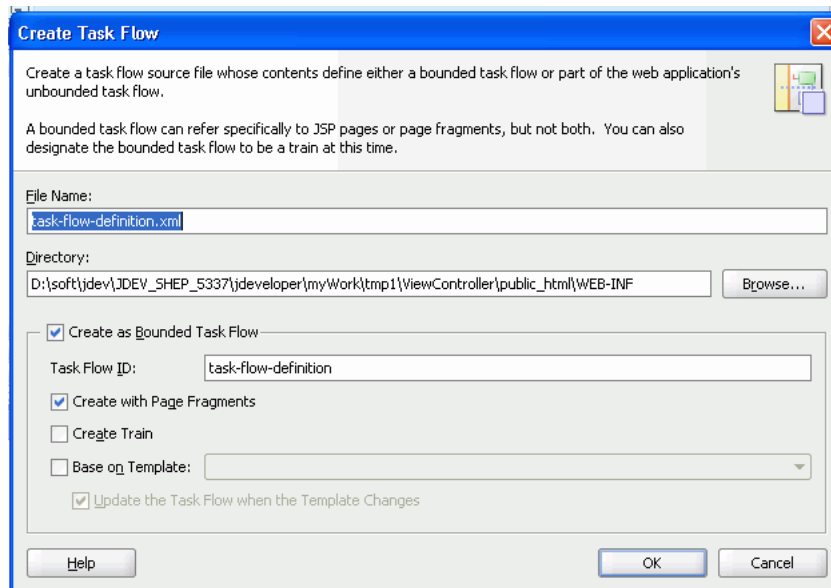 Create Task Flow
Create a task flow source file whose contents define either a bounded task flow or part of the web application's
unbounded task flow.
A bounded task flow can refer specifically to JSP pages or page fragments, but not both. You can also
designate the bounded task flow to be a train at this time.
File Name:
task-flow-definition.xml
Directory:
D:\soft\jdev\JDEV_SHEP_5337\jdeveloper\myWork\tmp1\ViewController\public_html\WEB-INF
Browse...
Create as Bounded Task Flow
Task Flow ID:
task-flow-definition
Create with Page Fragments
Create Train
Base on Template:
Update the Task Flow when the Template Changes
Help
OK
Cancel